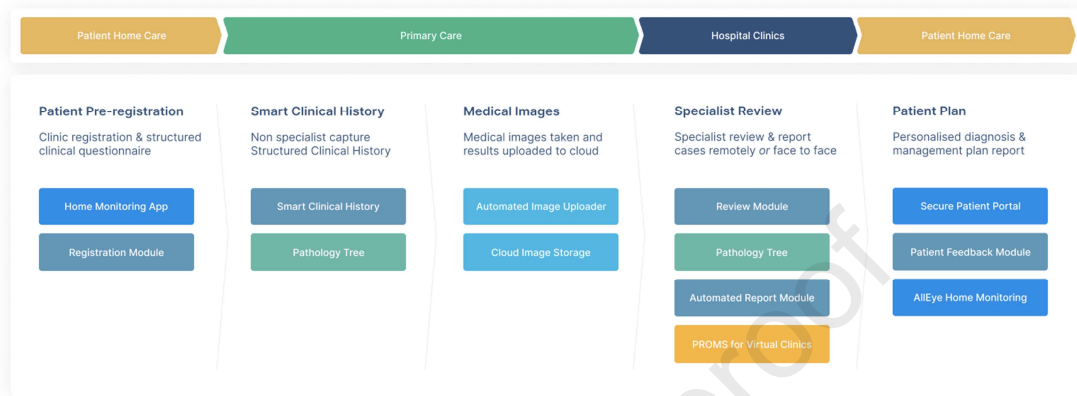 Patient Home Care
Primary Care
Hospital Clinics
Patient Home Care
Patient Pre-registration
Clinic registration & structured
clinical questionnaire
Home Monitoring App
Registration Module
Smart Clinical History
Non specialist capture
Structured Clinical History
Smart Clinical History
Pathology Tree
Medical Images
Medical images taken and
results uploaded to cloud
Automated Image Uploader
Cloud Image Storage
Specialist Review
Specialist review & report
cases remotely or face to face
Review Module
Pathology Tree
Automated Report Module
PROMS for Virtual Clinics
Patient Plan
Personalised diagnosis &
management plan report
Secure Patient Portal
Patient Feedback Module
AllEye Home Monitoring
proof